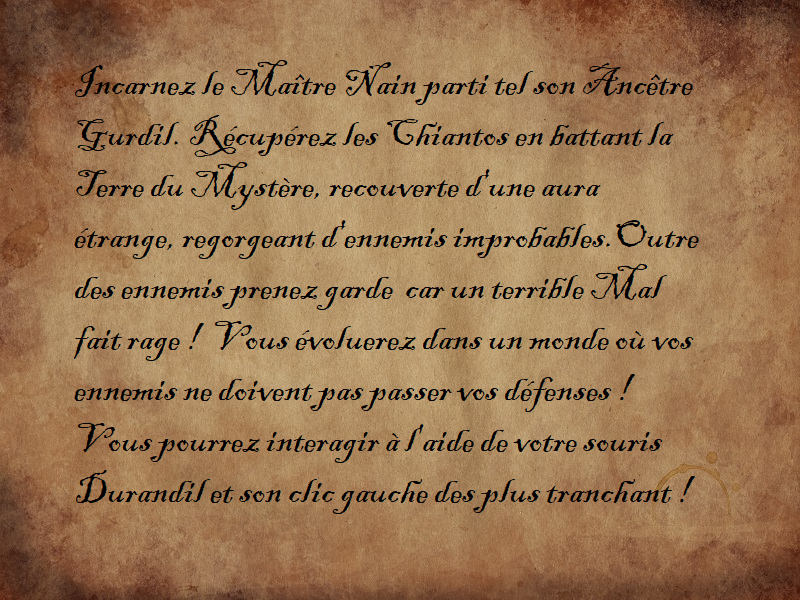 Incarnez le Maître Nain parti tel son Ancêtre
Gurdil. Récupérez les Chiantos en battant la
Terre du Mystère, recouverte d'une aura
étrange, regorgeant d'ennemis improbables. Outre
des ennemis prenez garde car un terrible Mal
fait rage ! Vous évoluerez dans un monde où vos
ennemis ne doivent pas passer vos défenses !
Vous pourrez interagir à l'aide de votre souris
Durandil et son clic gauche des plus tranchant !